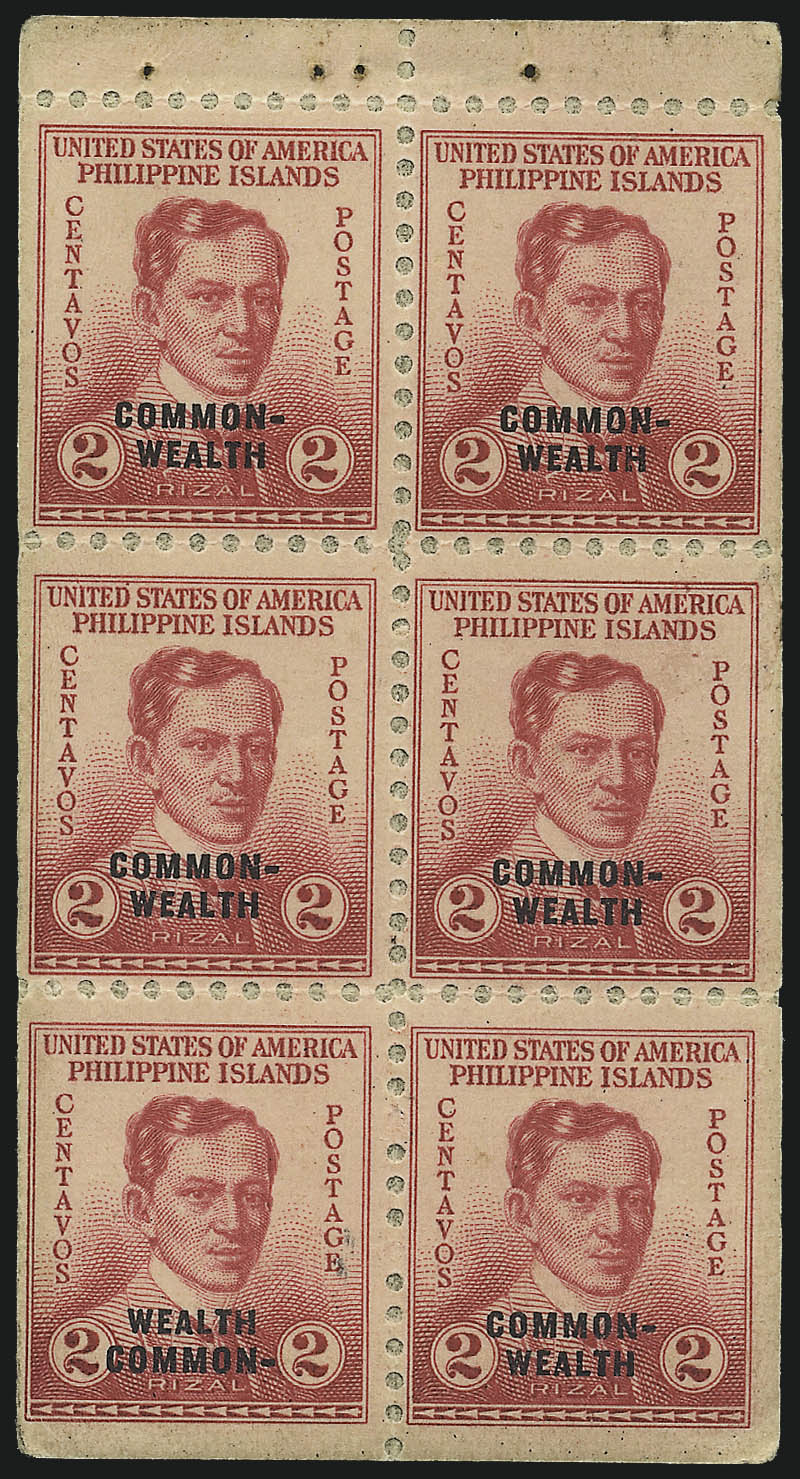 UNITED STATES OF AMERICA
PHILIPPINE ISLANDS
CENTAVOS
POSTAGE
COMMON-
WEALTH
2 2
RIZAL
UNITED STATES OF AMERICA
PHILIPPINE ISLANDS
CENTAVOS
POSTAGE
COMMON-
WEALTH
2 2
RIZAL
UNITED STATES OF AMERICA
PHILIPPINE ISLANDS
CENTAVOS
POSTAGE
COMMON-
WEALTH
2 2
RIZAL
UNITED STATES OF AMERICA
PHILIPPINE ISLANDS
CENTAVOS
POSTAGE
COMMON-
WEALTH
2 2
RIZAL
UNITED STATES OF AMERICA
PHILIPPINE ISLANDS
CENTAVOS
POSTAGE
WEALTH
COMMON-
2 2
RIZAL
UNITED STATES OF AMERICA
PHILIPPINE ISLANDS
CENTAVOS
POSTAGE
COMMON-
WEALTH
2 2
RIZAL